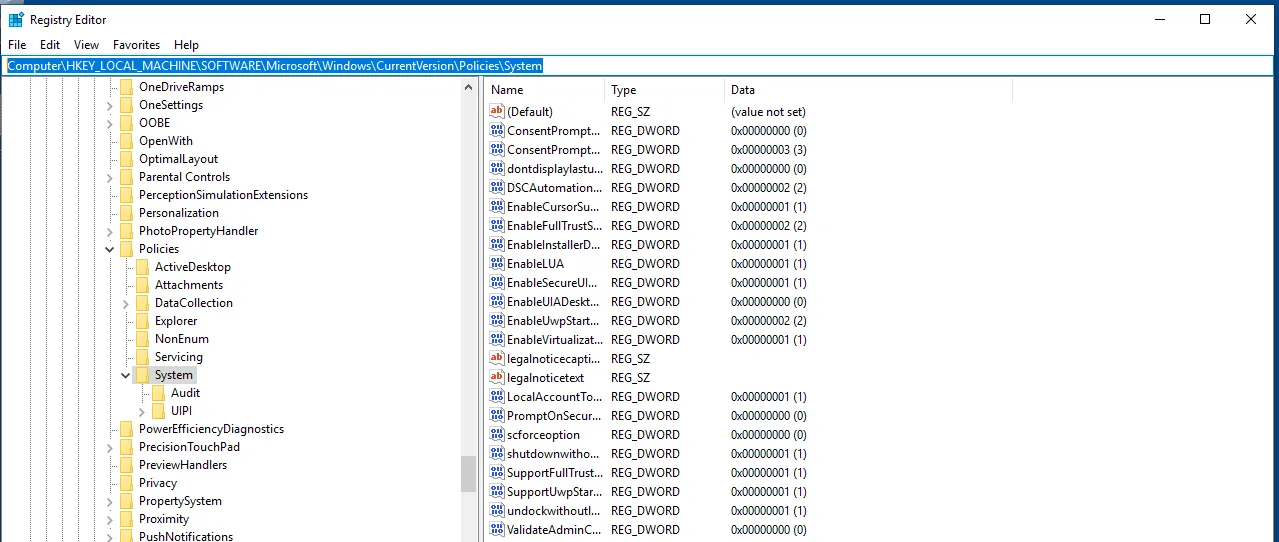 Registry Editor
File Edit View Favorites Help
Computer\HKEY_LOCAL_MACHINE\SOFTWARE\Microsoft\Windows\CurrentVersion\Policies\System
OneDriveRamps
OneSettings
OOBE
OpenWith
OptimalLayout
Parental Controls
PerceptionSimulationExtensions
Personalization
PhotoPropertyHandler
Policies
ActiveDesktop
Attachments
DataCollection
Explorer
NonEnum
Servicing
System
Audit
UIPI
PowerEfficiencyDiagnostics
PrecisionTouchPad
PreviewHandlers
Privacy
PropertySystem
Proximity
PushNotifications
Name Type Data
(Default) REG_SZ (value not set)
ConsentPrompt... REG_DWORD 0x00000000 (0)
ConsentPrompt... REG_DWORD 0x00000003 (3)
dontdisplaylastu... REG_DWORD 0x00000000 (0)
DSCAutomation... REG_DWORD 0x00000002 (2)
EnableCursorSu... REG_DWORD 0x00000001 (1)
EnableFullTrustS... REG_DWORD 0x00000002 (2)
EnableInstallerD... REG_DWORD 0x00000001 (1)
EnableLUA REG_DWORD 0x00000001 (1)
EnableSecureUI... REG_DWORD 0x00000001 (1)
EnableUIADeskt... REG_DWORD 0x00000000 (0)
EnableUwpStart... REG_DWORD 0x00000002 (2)
EnableVirtualizat... REG_DWORD 0x00000001 (1)
legalnoticecapti... REG_SZ
legalnoticetext REG_SZ
LocalAccountTo... REG_DWORD 0x00000001 (1)
PromptOnSecur... REG_DWORD 0x00000000 (0)
scforceoption REG_DWORD 0x00000000 (0)
shutdownwitho... REG_DWORD 0x00000001 (1)
SupportFullTrust... REG_DWORD 0x00000001 (1)
SupportUwpStar... REG_DWORD 0x00000001 (1)
undockwithoutl... REG_DWORD 0x00000001 (1)
ValidateAdminC... REG_DWORD 0x00000000 (0)